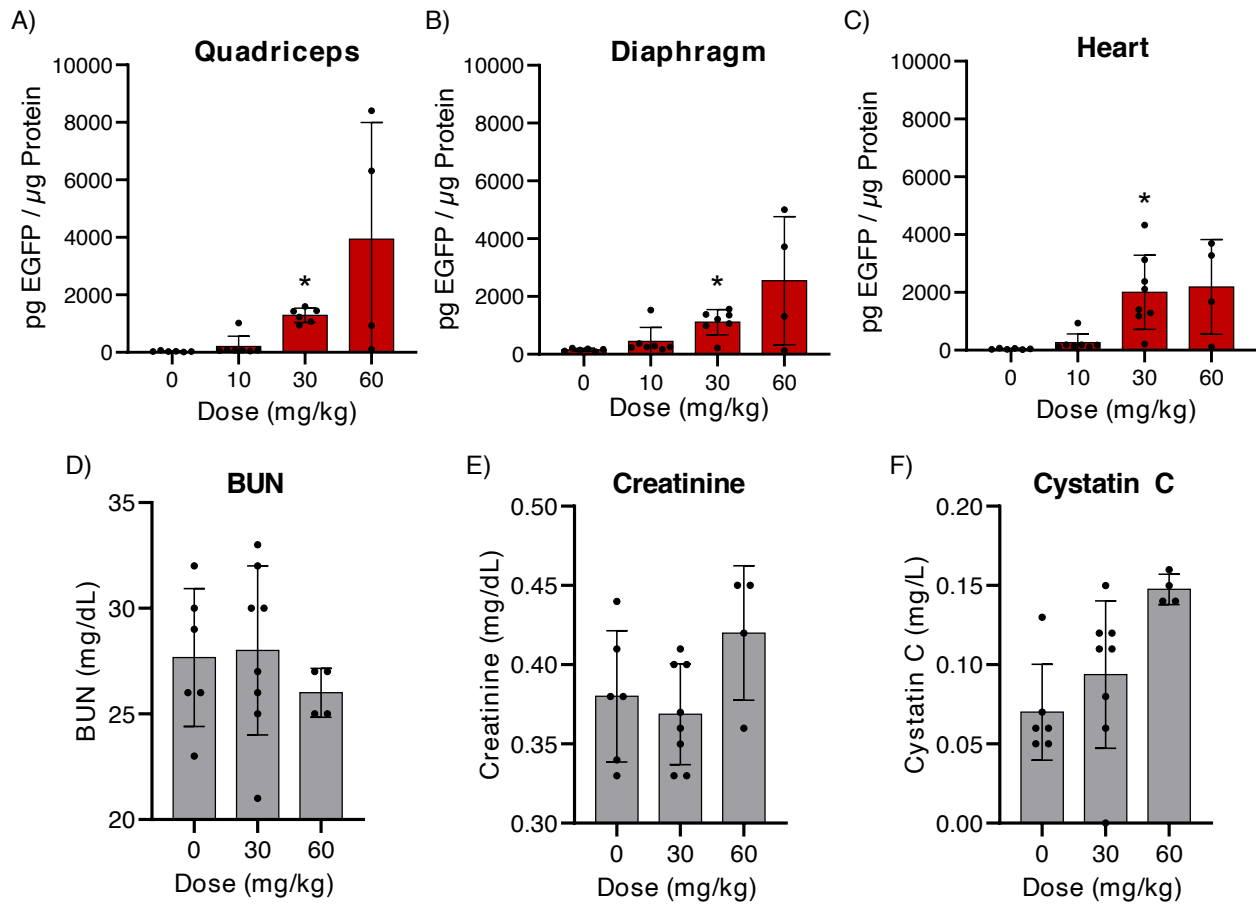 A)
Quadriceps
pg EGFP / µg Protein
10000
8000
6000
4000
2000
0
*
0 10 30 60
Dose (mg/kg)
B)
Diaphragm
pg EGFP / µg Protein
10000
8000
6000
4000
2000
0
*
0 10 30 60
Dose (mg/kg)
C)
Heart
pg EGFP / µg Protein
10000
8000
6000
4000
2000
0
*
0 10 30 60
Dose (mg/kg)
D)
BUN
BUN (mg/dL)
35
30
25
20
0 30 60
Dose (mg/kg)
E)
Creatinine
Creatinine (mg/dL)
0.50
0.45
0.40
0.35
0.30
0 30 60
Dose (mg/kg)
F)
Cystatin C
Cystatin C (mg/L)
0.20
0.15
0.10
0.05
0.00
0 30 60
Dose (mg/kg)